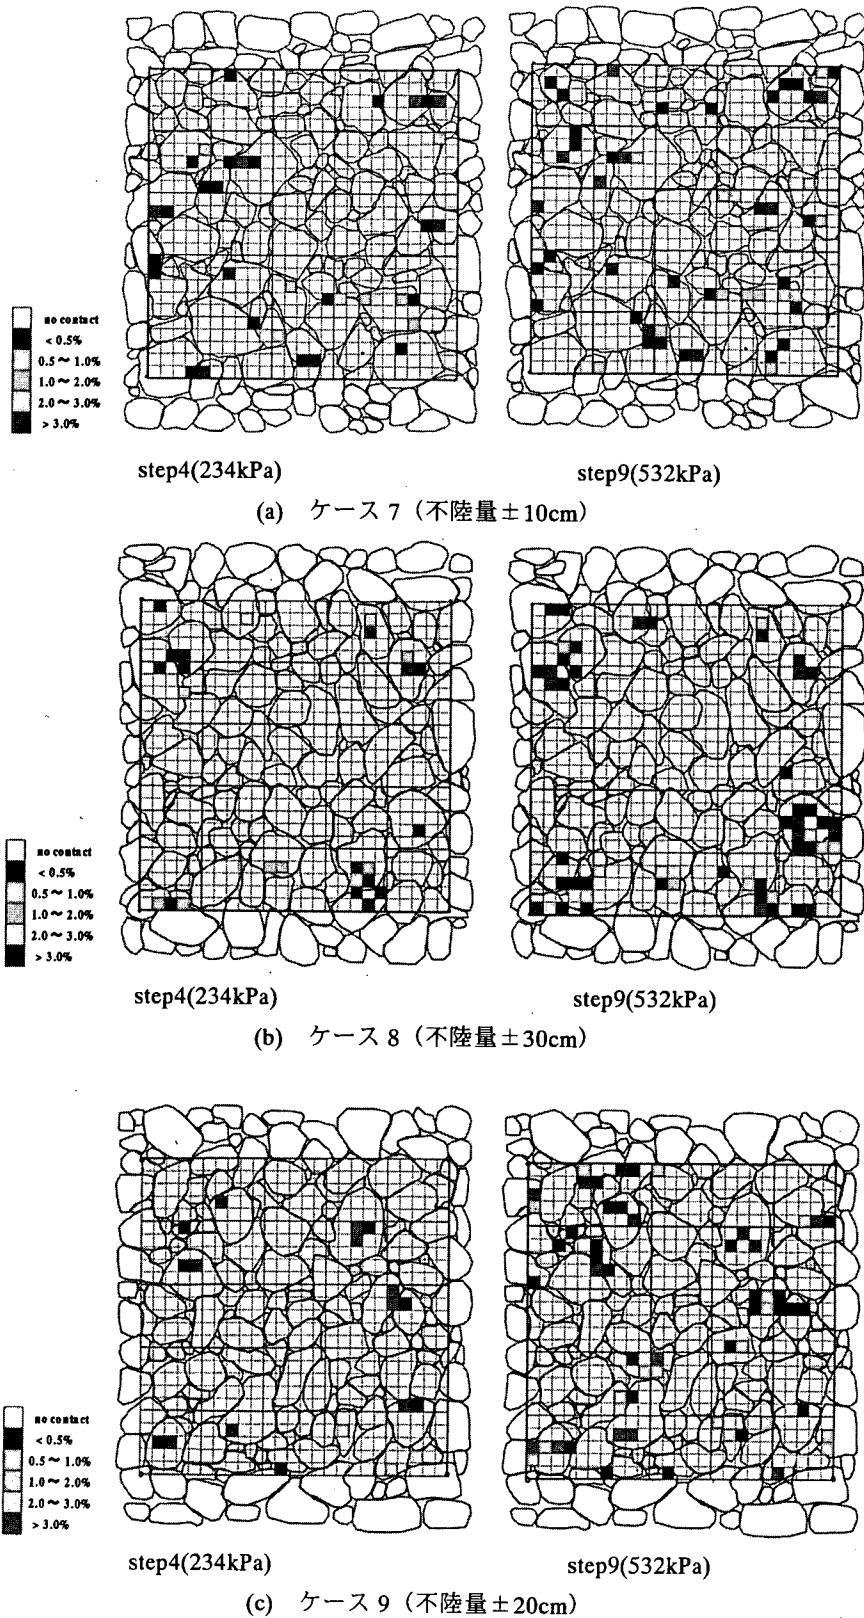 no contact
< 0.5%
0.5～1.0%
1.0～2.0%
2.0～3.0%
> 3.0%
step4(234kPa) step9(532kPa)
(a) ケース 7（不陸量±10cm）
no contact
< 0.5%
0.5～1.0%
1.0～2.0%
2.0～3.0%
> 3.0%
step4(234kPa) step9(532kPa)
(b) ケース 8（不陸量±30cm）
no contact
< 0.5%
0.5～1.0%
1.0～2.0%
2.0～3.0%
> 3.0%
step4(234kPa) step9(532kPa)
(c) ケース 9（不陸量±20cm）